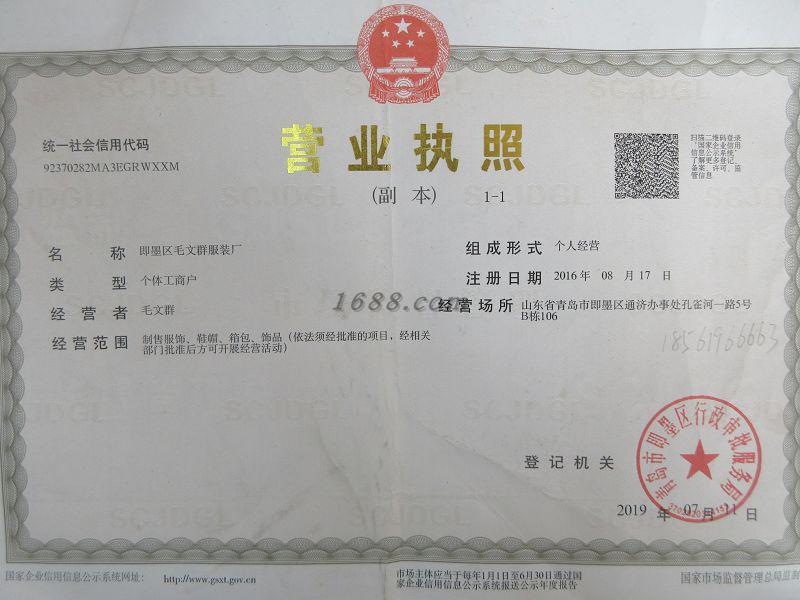 统一社会信用代码
92370282MA3EGRWXXM
营业执照
(副 本) 1-1
扫描二维码登录
"国家企业信用
信息公示系统"
了解更多登记、
备案、许可、监
管信息
名 称 即墨区毛文群服装厂
类 型 个体工商户
经 营 者 毛文群
经 营 范 围 制售服饰、鞋帽、箱包、饰品(依法须经批准的项目,经相关
部门批准后方可开展经营活动)
组 成 形 式 个人经营
注 册 日 期 2016 年 08 月 17 日
经 营 场 所 山东省青岛市即墨区通济办事处孔雀河一路5号
B栋106
1688.com
18561966663
登 记 机 关
青岛市即墨区行政审批服务局
2019 年 07 月 11 日
国家企业信用信息公示系统网址: http://www.gsxt.gov.cn
市场主体应当于每年1月1日至6月30日通过国
家企业信用信息公示系统报送公示年度报告
国家市场监督管理总局监制